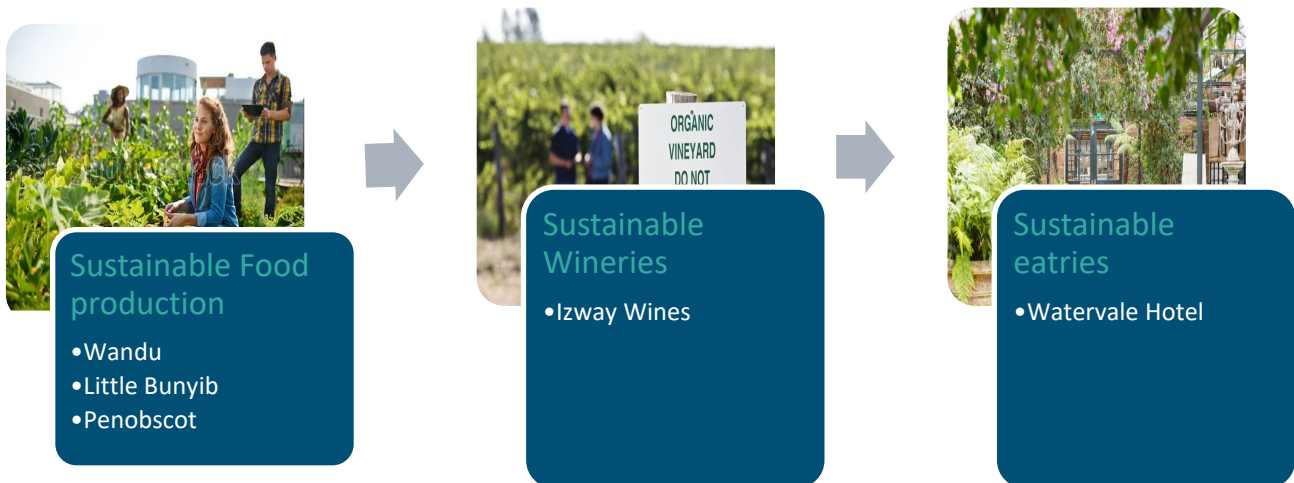 ORGANIC
VINEYARD
DO NOT
Sustainable Food
production
•Wandu
•Little Bunyib
•Penobscot
Sustainable
Wineries
•Izway Wines
Sustainable
eatries
•Watervale Hotel